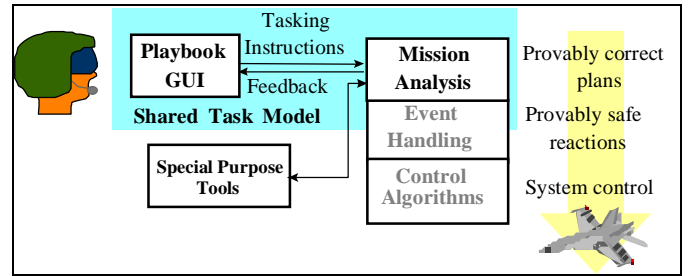 Tasking
Instructions
Playbook
GUI
Feedback
Shared Task Model
Mission
Analysis
Event
Handling
Control
Algorithms
Special Purpose
Tools
Provably correct
plans
Provably safe
reactions
System control